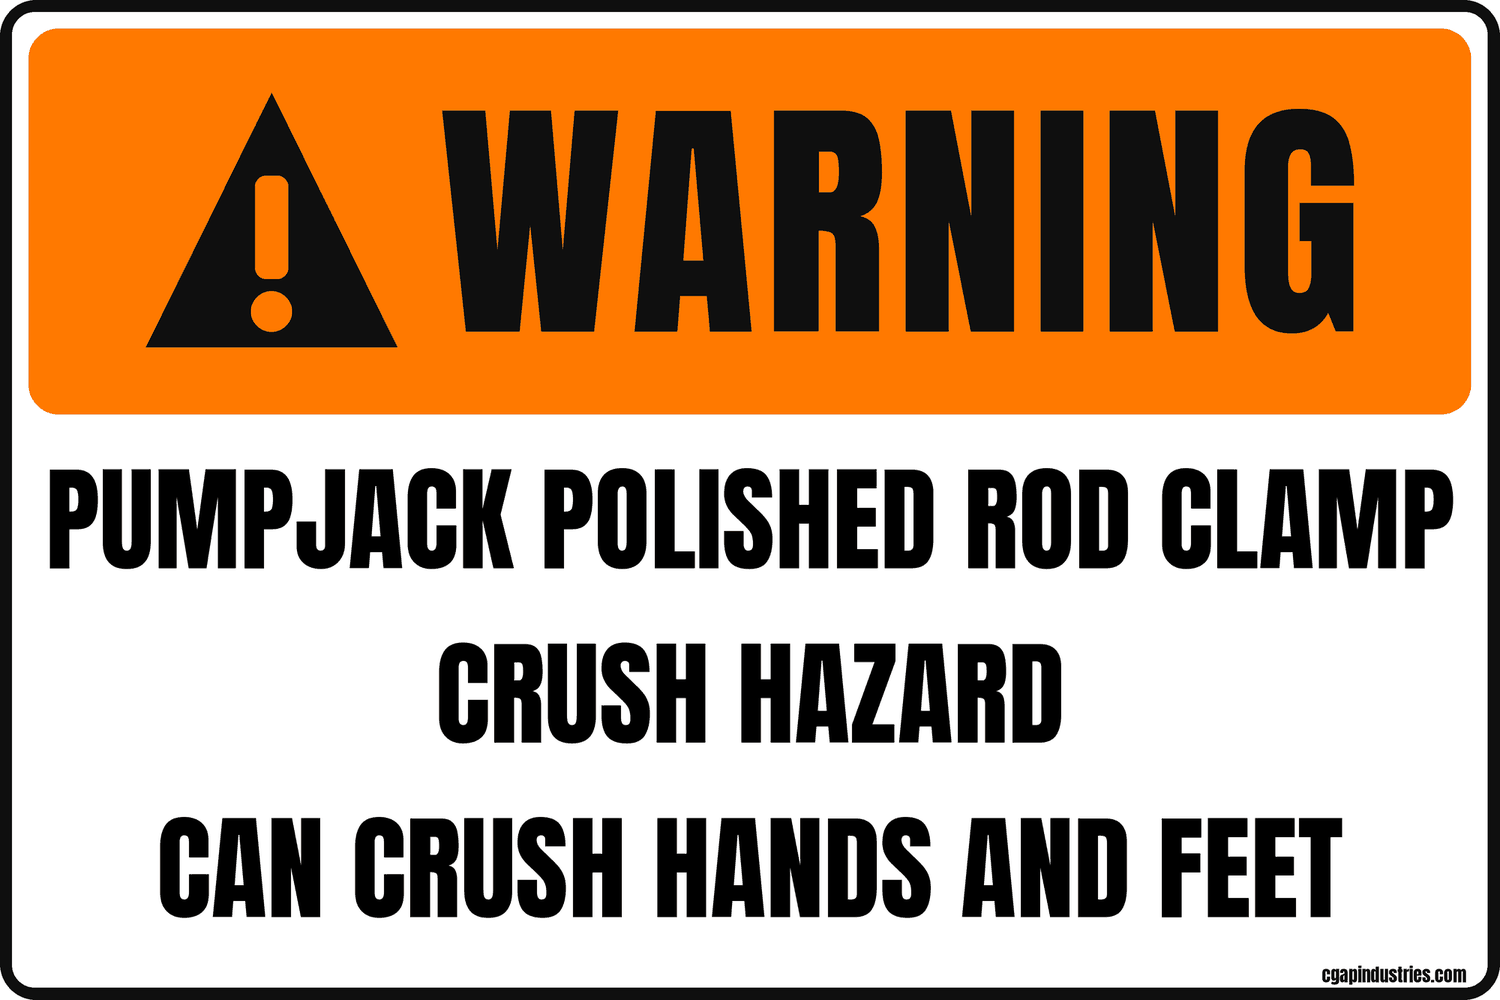 WARNING
PUMPJACK POLISHED ROD CLAMP
CRUSH HAZARD
CAN CRUSH HANDS AND FEET
cgapindustries.com